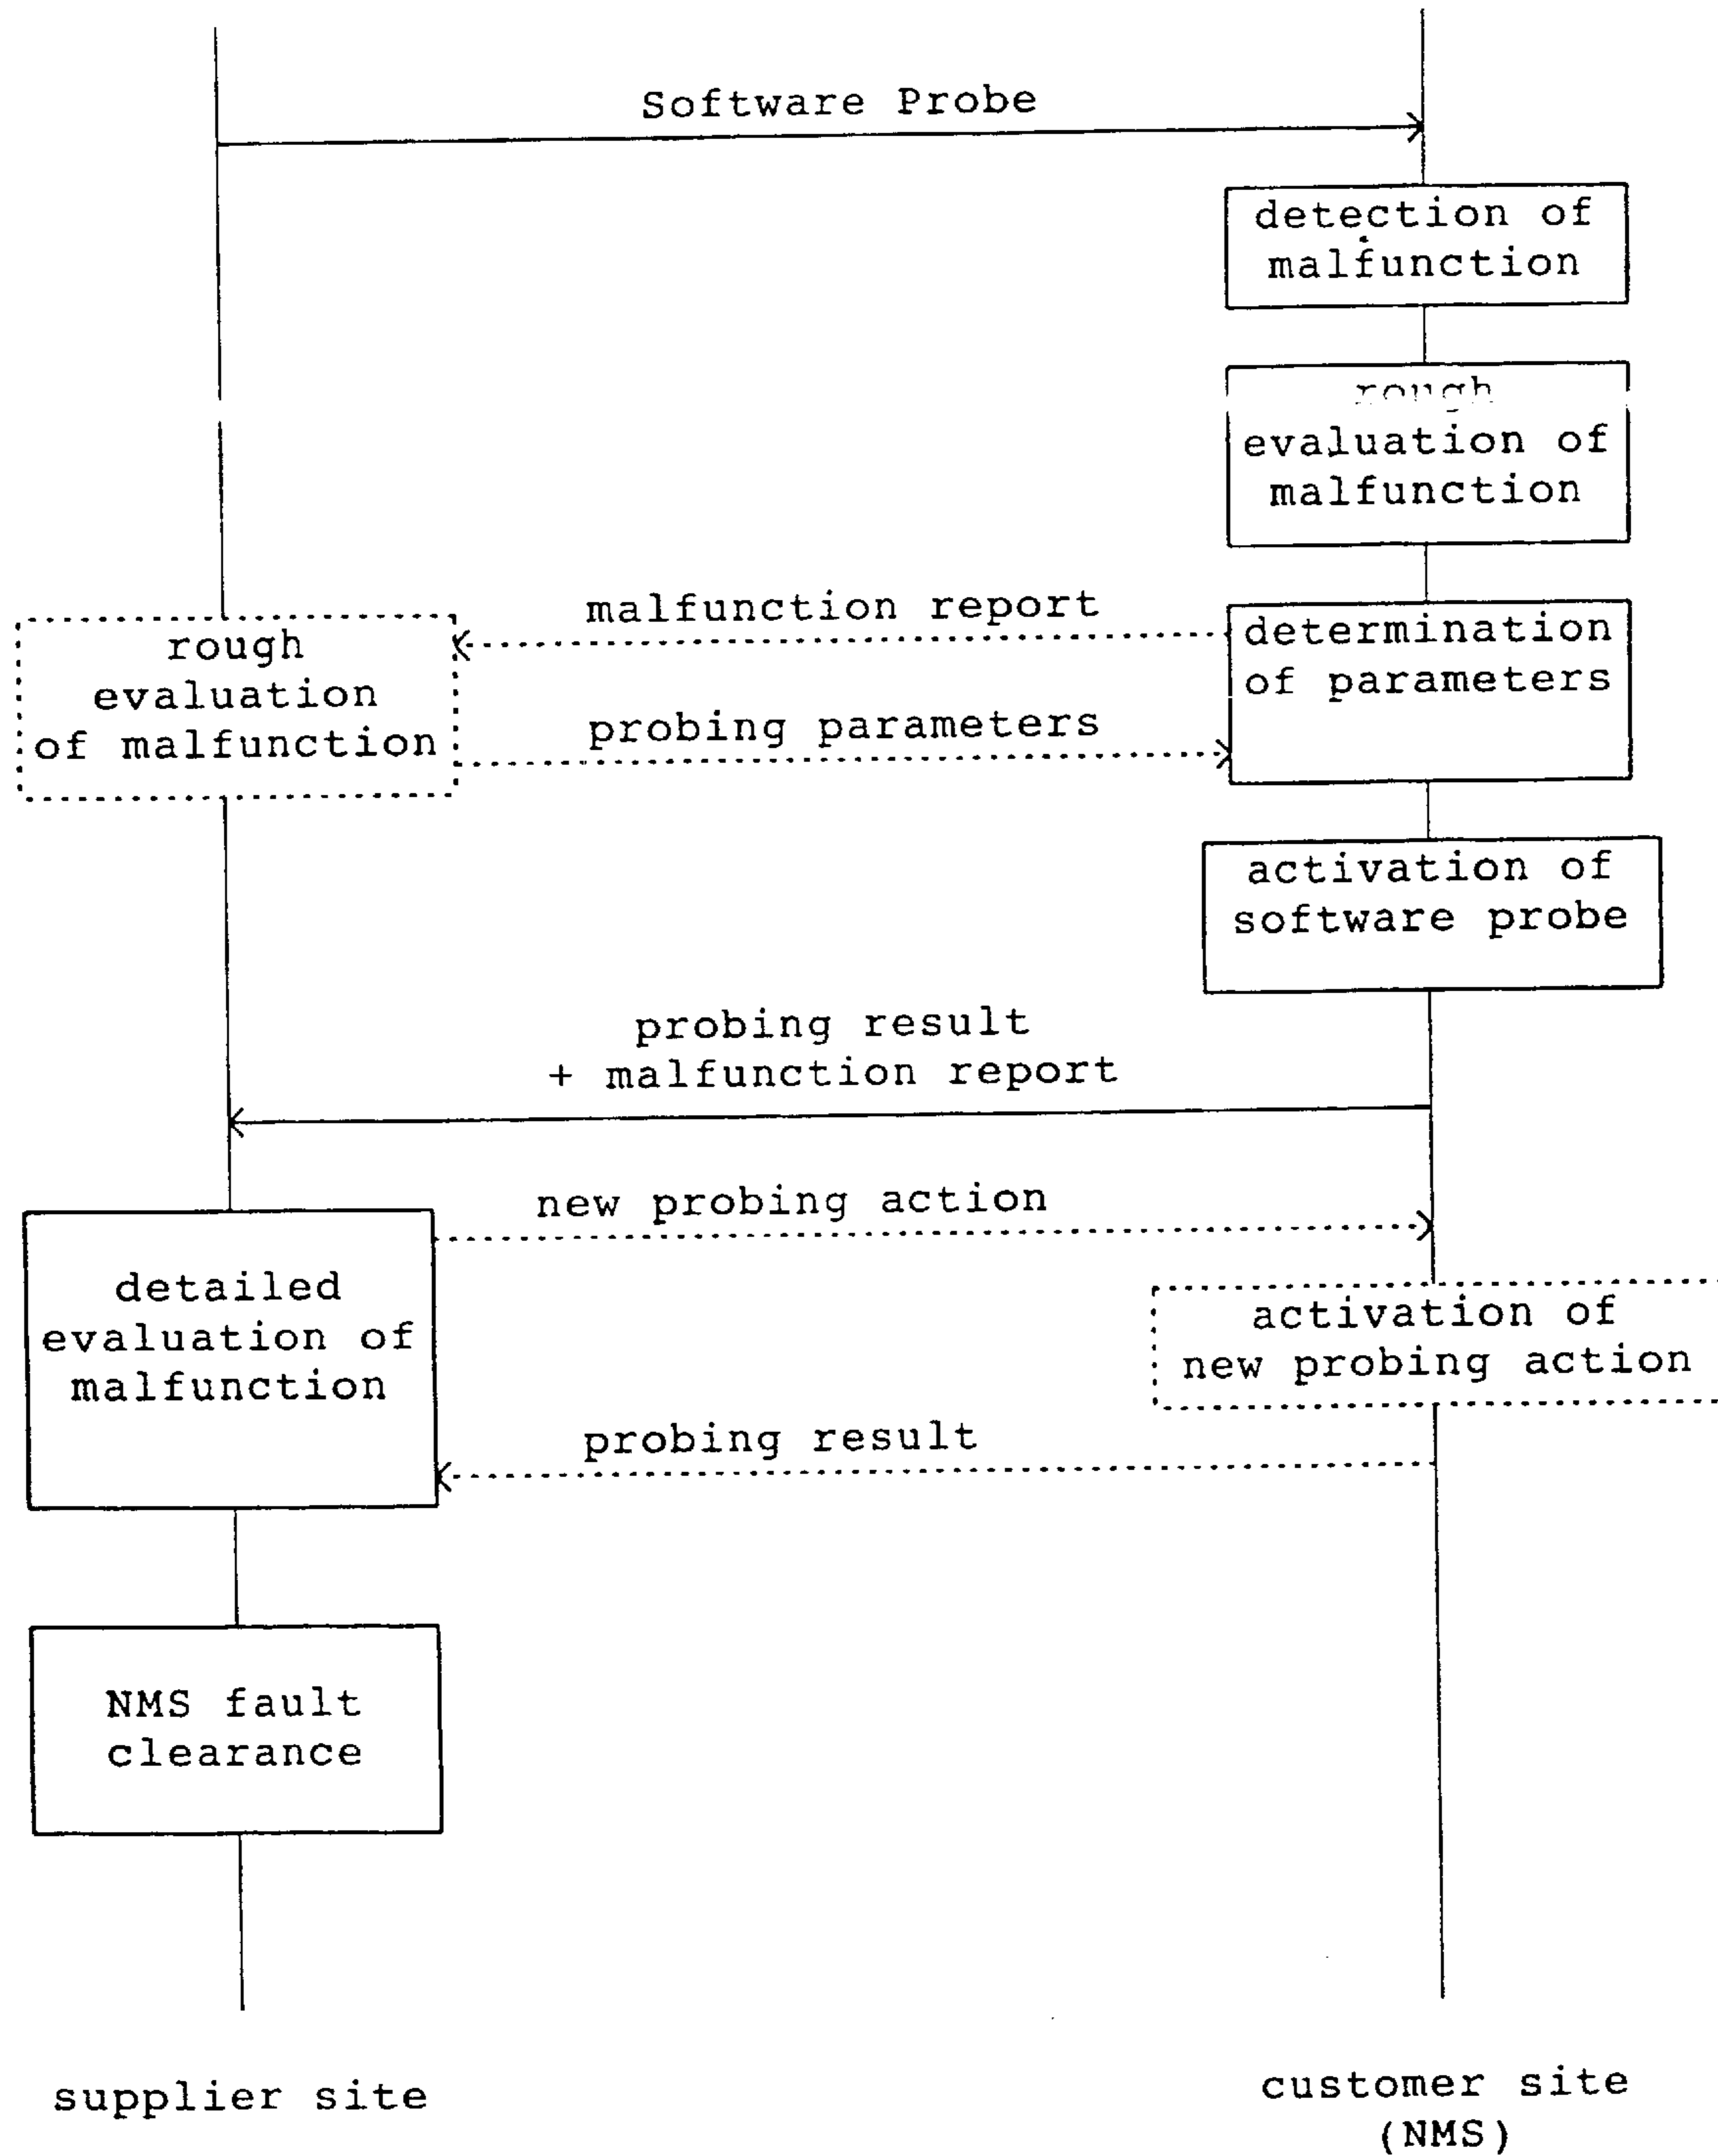 Software Probe
detection of
malfunction
rough
evaluation of
malfunction
malfunction report
determination
of parameters
rough
evaluation
of malfunction
probing parameters
activation of
software probe
probing result
+ malfunction report
new probing action
detailed
evaluation of
malfunction
activation of
new probing action
probing result
NMS fault
clearance
supplier site
customer site
(NMS)